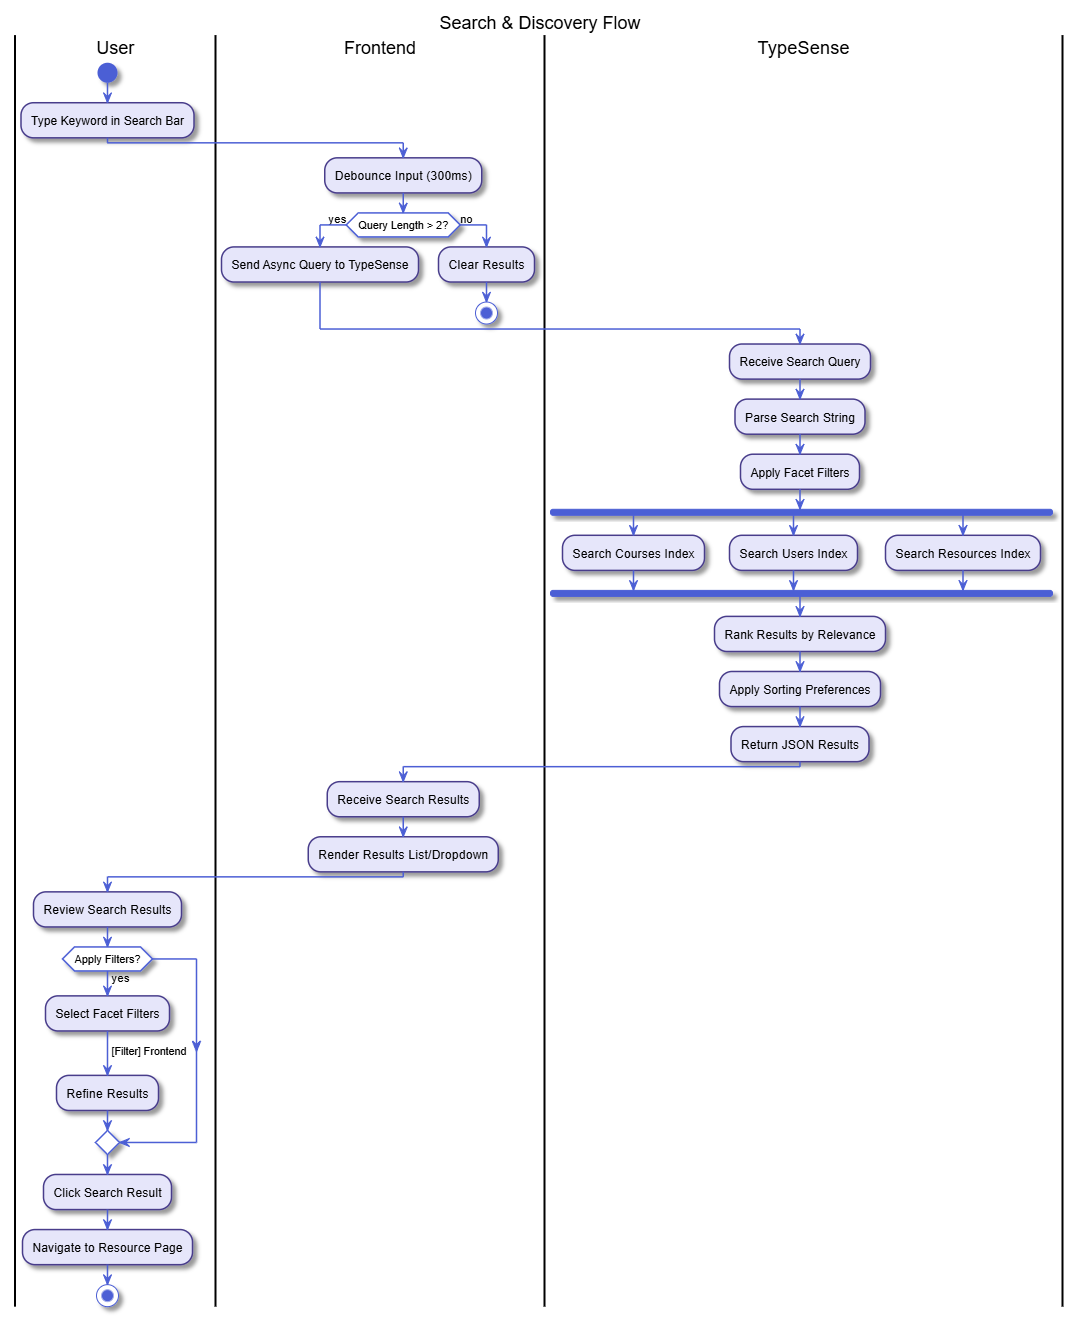 Search & Discovery Flow
User
Frontend
TypeSense
Type Keyword in Search Bar
Debounce Input (300ms)
yes
Query Length > 2?
no
Send Async Query to TypeSense
Clear Results
Receive Search Query
Parse Search String
Apply Facet Filters
Search Courses Index
Search Users Index
Search Resources Index
Rank Results by Relevance
Apply Sorting Preferences
Return JSON Results
Receive Search Results
Render Results List/Dropdown
Review Search Results
Apply Filters?
yes
Select Facet Filters
[Filter] Frontend
Refine Results
Click Search Result
Navigate to Resource Page